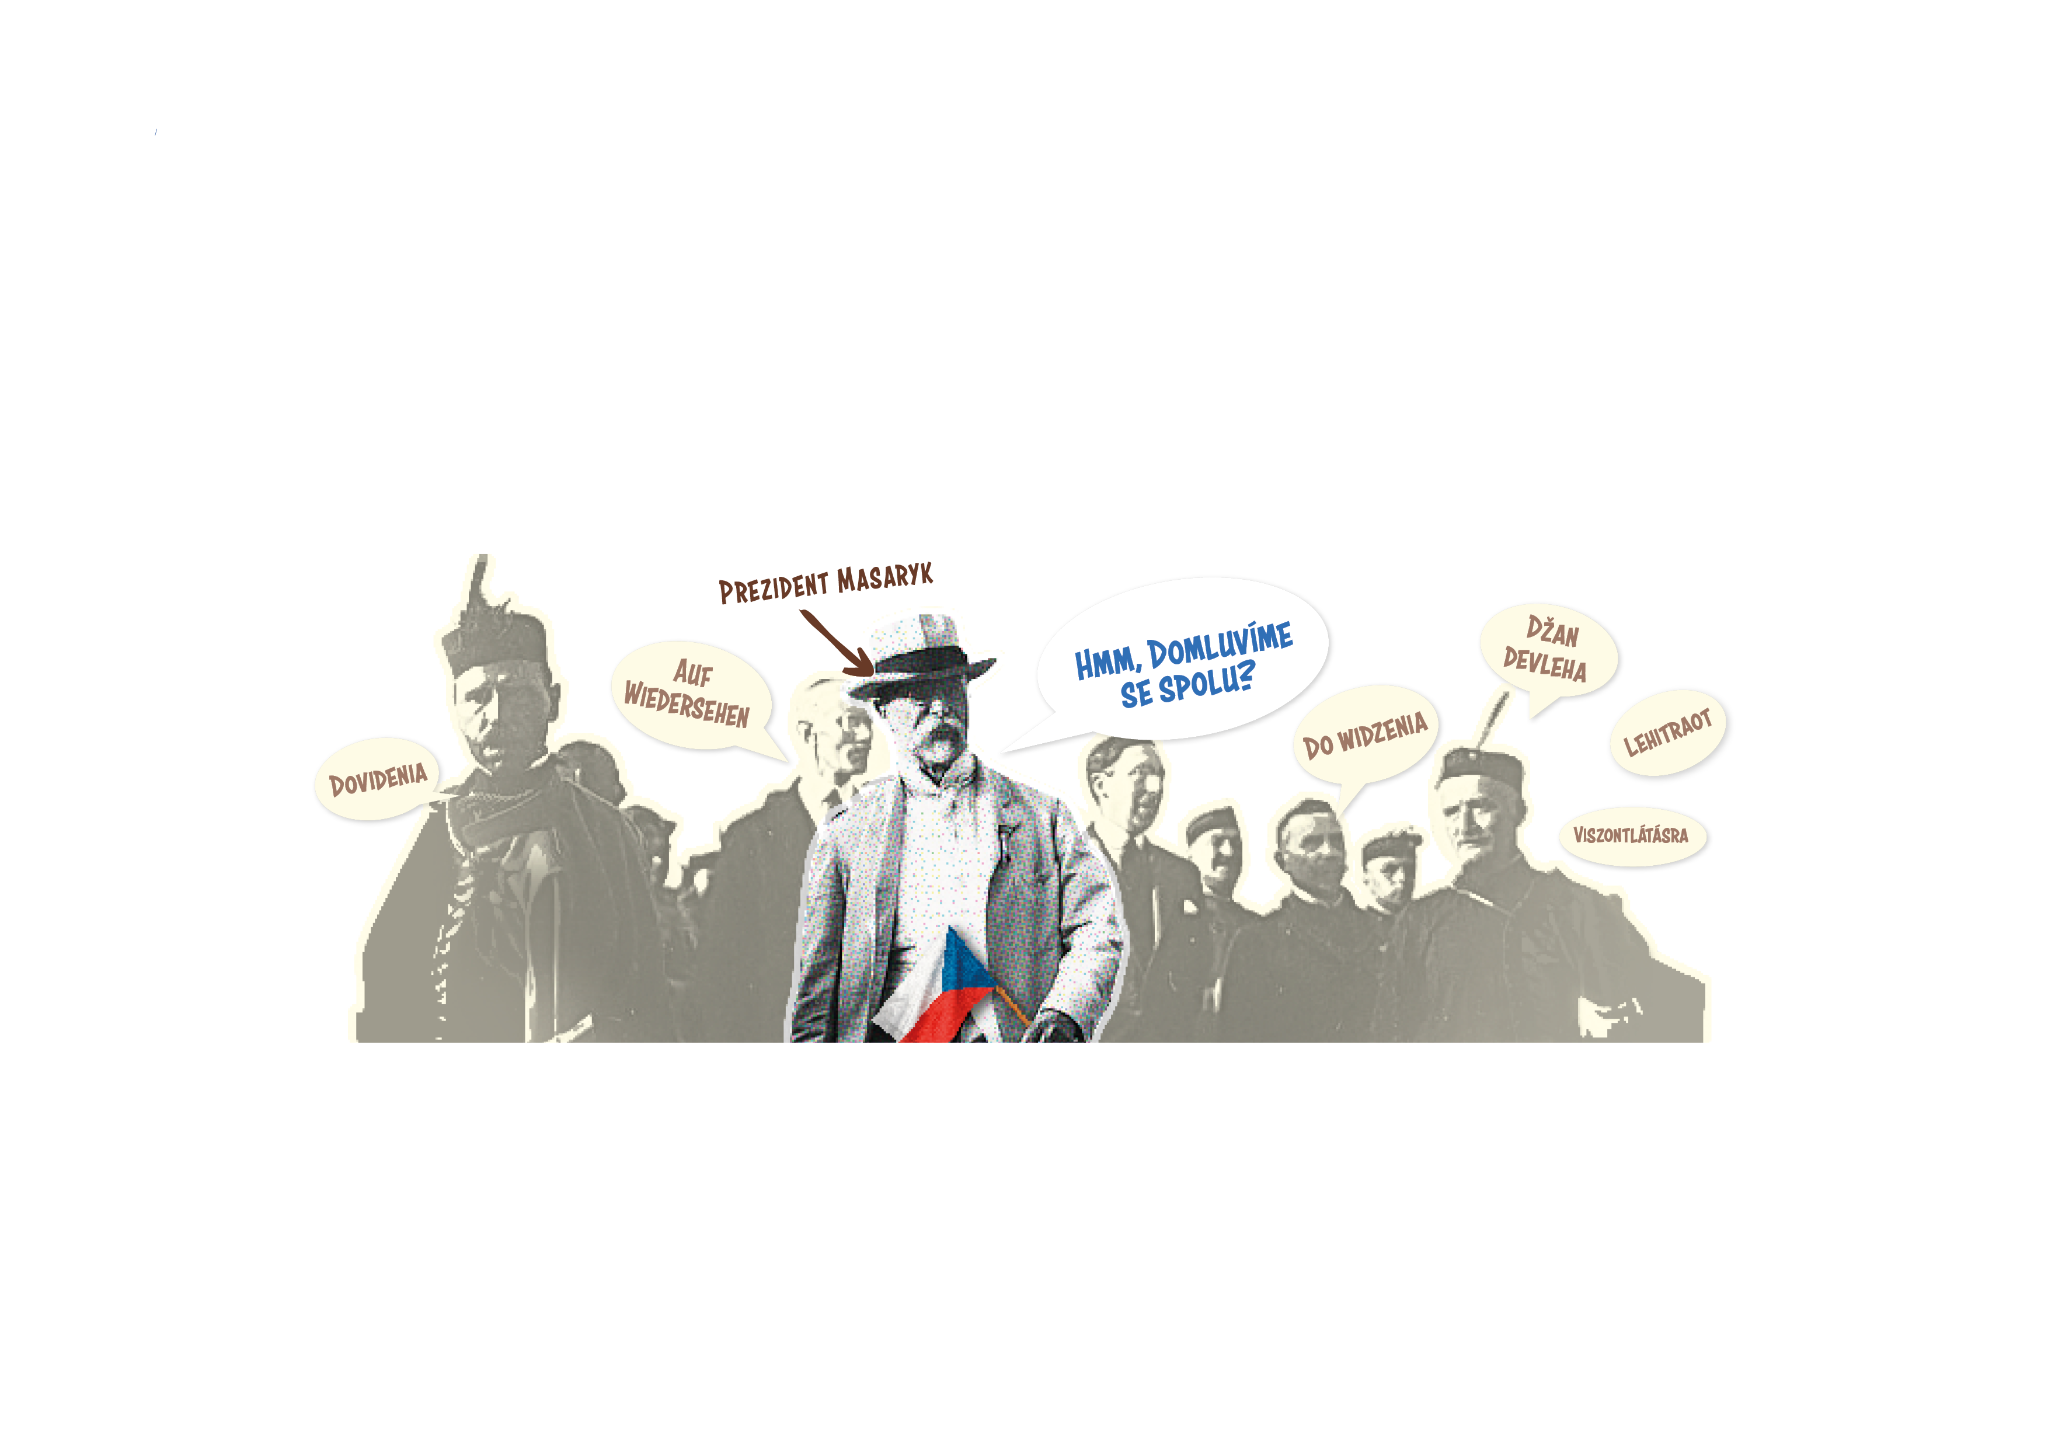 Prezident Masaryk
Hmm, Domluvíme
se spolu?
Auf
Wiedersehen
Dovidenia
Do widzenia
Džan
devleha
Lehitraot
Viszontlátásra